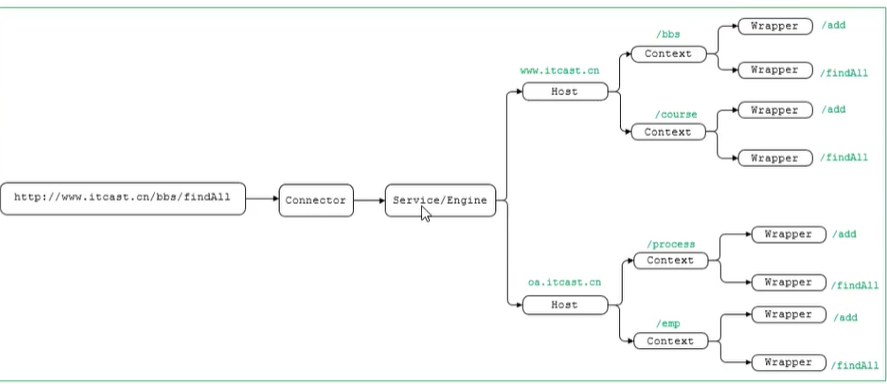 http://www.itcast.cn/bbs/findAll
Connector
Service/Engine
www.itcast.cn
Host
/bbs
Context
Wrapper
/add
Wrapper
/findAll
/course
Context
Wrapper
/add
Wrapper
/findAll
oa.itcast.cn
Host
/process
Context
Wrapper
/add
Wrapper
/findAll
/emp
Context
Wrapper
/add
Wrapper
/findAll